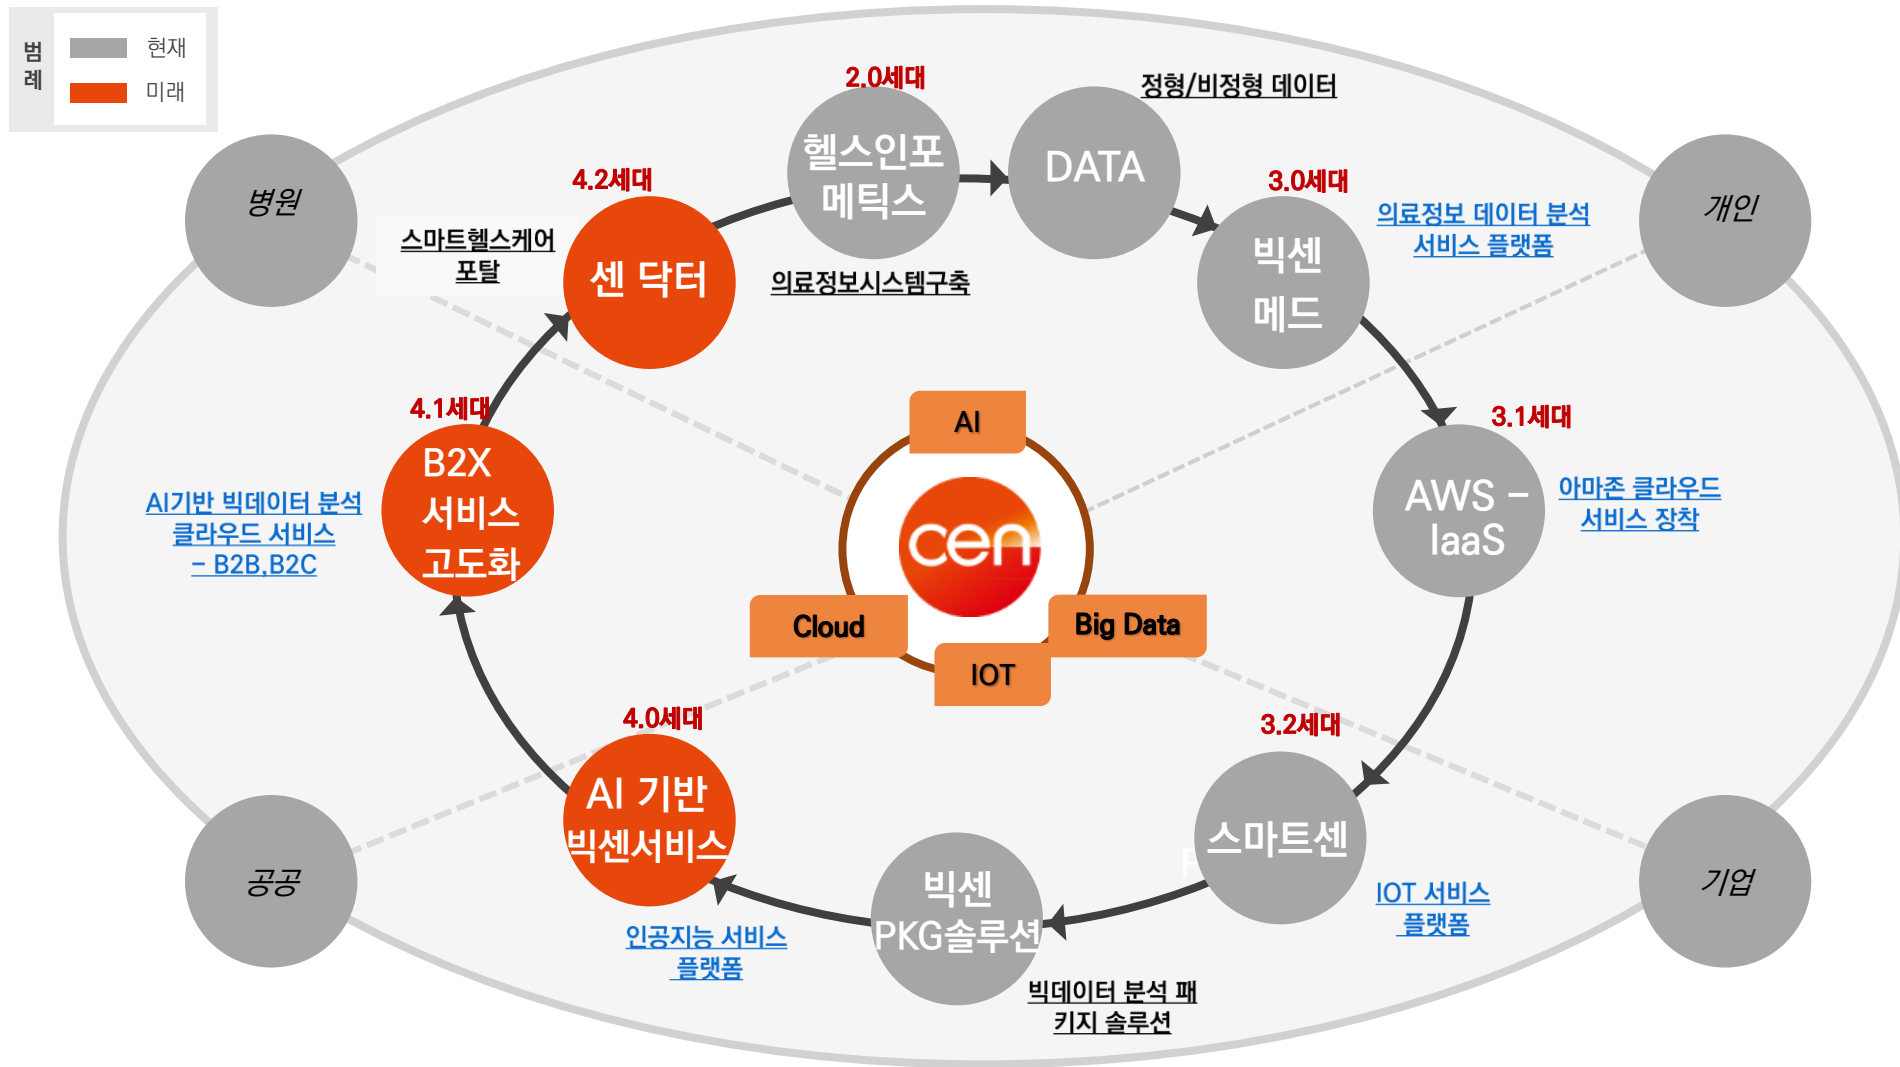 범
례
현재
미래
2.0세대
헬스인포
메틱스
의료정보시스템구축
DATA
정형/비정형 데이터
3.0세대
빅센
메드
의료정보 데이터 분석
서비스 플랫폼
개인
병원
4.2세대
센 닥터
스마트헬스케어
포탈
3.1세대
AWS –
IaaS
아마존 클라우드
서비스 장착
4.1세대
B2X
서비스
고도화
AI기반 빅데이터 분석
클라우드 서비스
– B2B,B2C
AI
cen
Cloud
Big Data
IOT
3.2세대
스마트센
P
IOT 서비스
플랫폼
기업
빅센
PKG솔루션
빅데이터 분석 패
키지 솔루션
4.0세대
AI 기반
빅센서비스
인공지능 서비스
플랫폼
공공